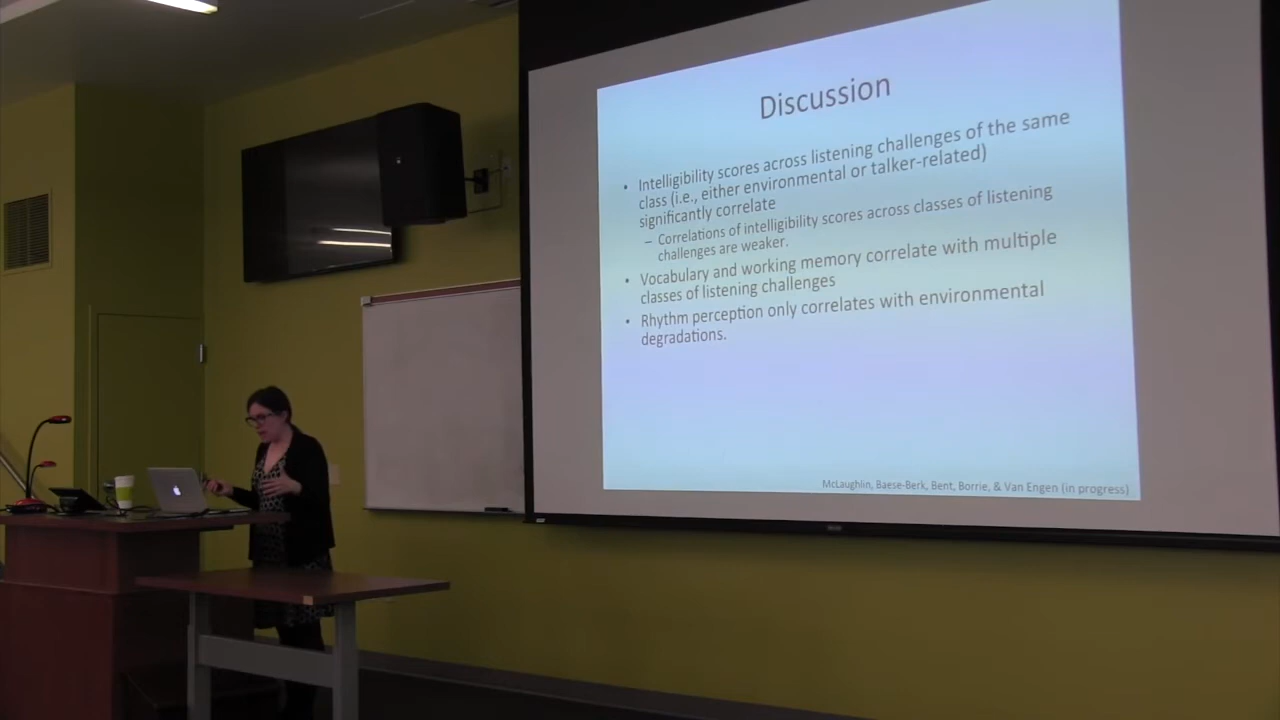 Discussion
• Intelligibility scores across listening challenges of the same
class (i.e., either environmental or talker-related)
significantly correlate
– Correlations of intelligibility scores across classes of listening
challenges are weaker.
• Vocabulary and working memory correlate with multiple
classes of listening challenges
• Rhythm perception only correlates with environmental
degradations.
McLaughlin, Baese-Berk, Bent, Borrie, & Van Engen (in progress)